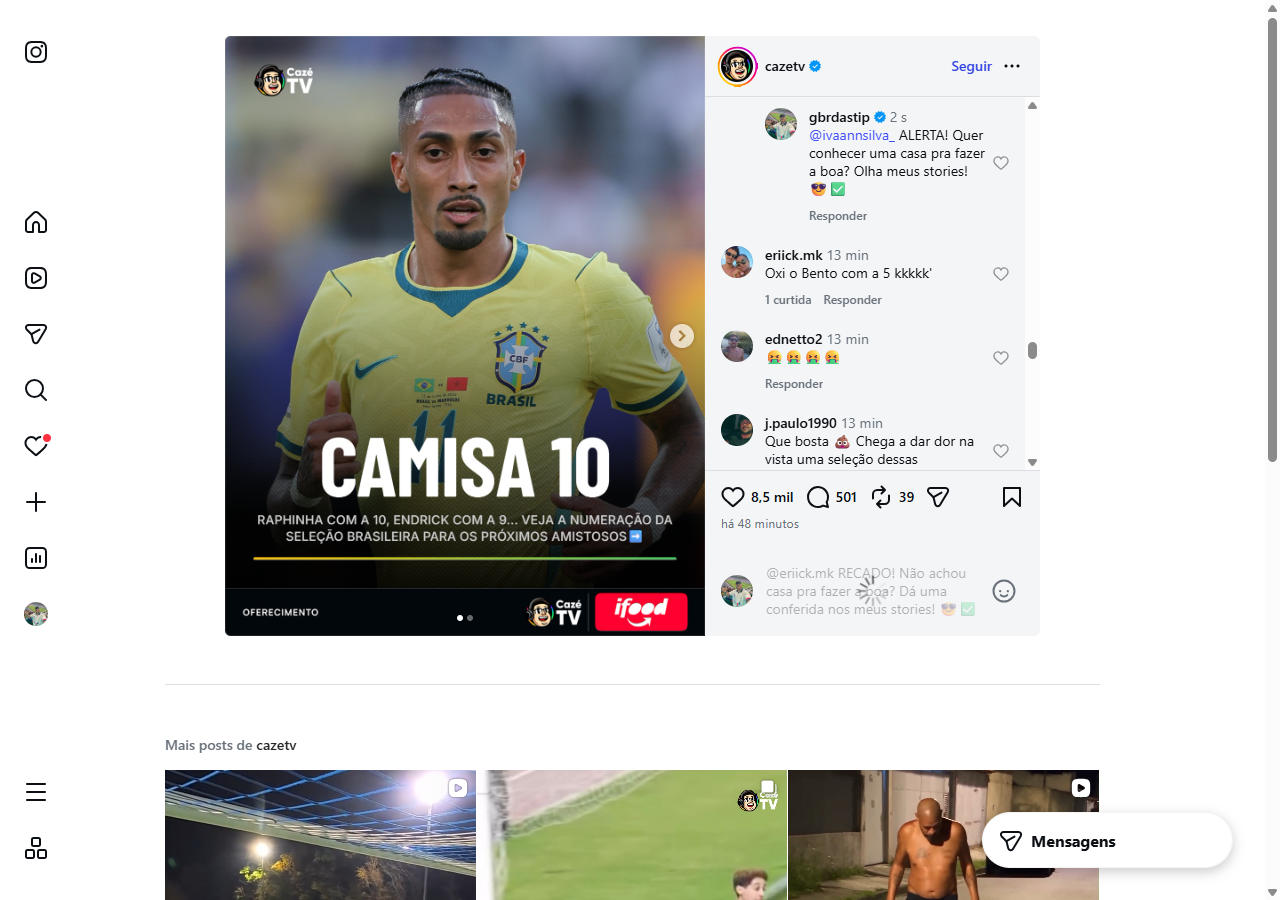 Cazé
TV
BRASIL
CBF
11
CAMISA 10
RAPHINHA COM A 10, ENDRICK COM A 9... VEJA A NUMERAÇÃO DA
SELEÇÃO BRASILEIRA PARA OS PRÓXIMOS AMISTOSOS➡️
OFERECIMENTO
Cazé
TV
ifood
cazetv
Seguir
gbrdastip 2 s
@ivaannsilva_ ALERTA! Quer
conhecer uma casa pra fazer
a boa? Olha meus stories!
😎 ✅
Responder
eriick.mk 13 min
Oxi o Bento com a 5 kkkkk'
1 curtida Responder
ednetto2 13 min
🤮 🤮 🤮 🤮
Responder
j.paulo1990 13 min
Que bosta 💩 Chega a dar dor na
vista uma seleção dessas
8,5 mil 501 39
há 48 minutos
@eriick.mk RECADO! Não achou
casa pra fazer a boa? Dá uma
conferida nos meus stories! 😎 ✅
Mais posts de cazetv
Cazé
TV
Mensagens